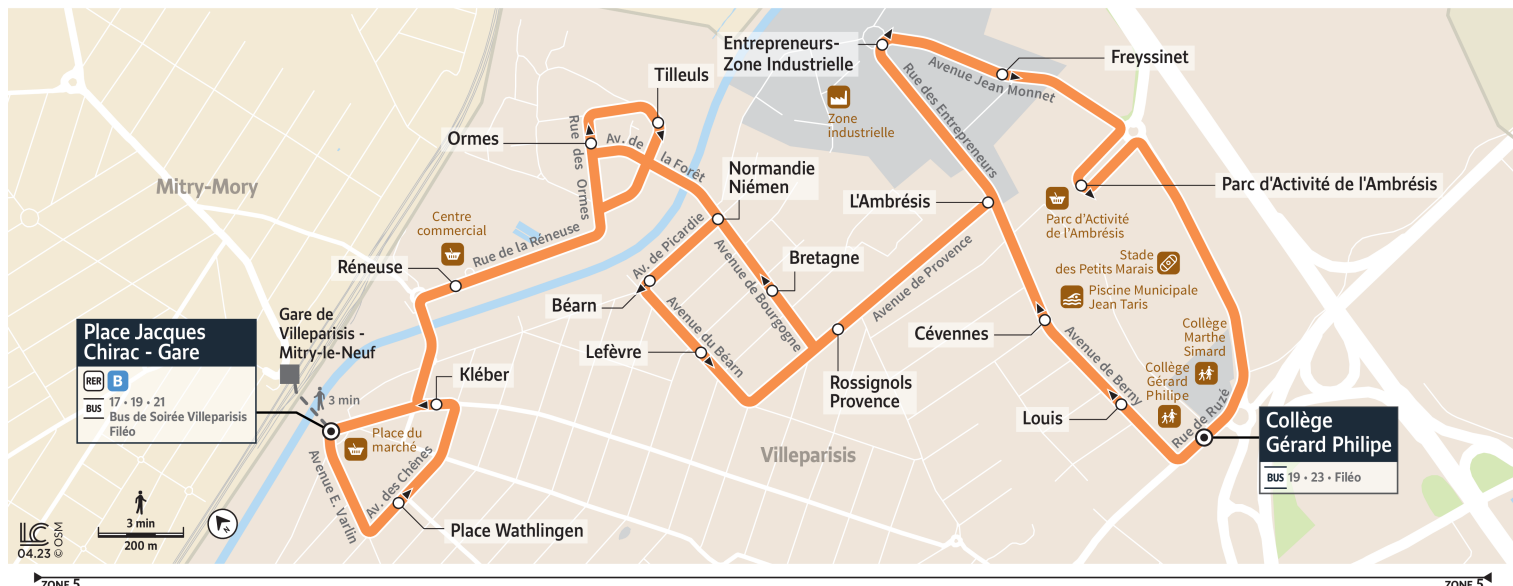 Entrepreneurs-
Zone Industrielle
Freyssinet
Avenue Jean Monnet
Tilleuls
Rue des Entrepreneurs
Zone
industrielle
Ormes
Rue des Ormes
Av. de la Forêt
Mitry-Mory
Normandie
Niémen
L'Ambrésis
Parc d'Activité de l'Ambrésis
Parc d'Activité
de l'Ambrésis
Centre
commercial
Rue de la Réneuse
Réneuse
Av. de Picardie
Avenue de Bourgogne
Bretagne
Avenue de Provence
Stade
des Petits Marais
Piscine Municipale
Jean Taris
Béarn
Avenue du Béarn
Lefèvre
Cévennes
Collège
Marthe
Simard
Collège
Gérard
Philipe
Avenue de Berny
Gare de
Villeparisis -
Mitry-le-Neuf
Place Jacques
Chirac - Gare
RER B
BUS
17 • 19 • 21
Bus de Soirée Villeparisis
Filéo
3 min
Kléber
Rossignols
Provence
Louis
Rue de Ruzé
Collège
Gérard Philipe
BUS 19 • 23 • Filéo
Place du
marché
Villeparisis
Avenue E. Varlin
Av. des Chênes
Place Wathlingen
3 min
200 m
N
LC
04.23 © OSM
ZONE 5
ZONE 5